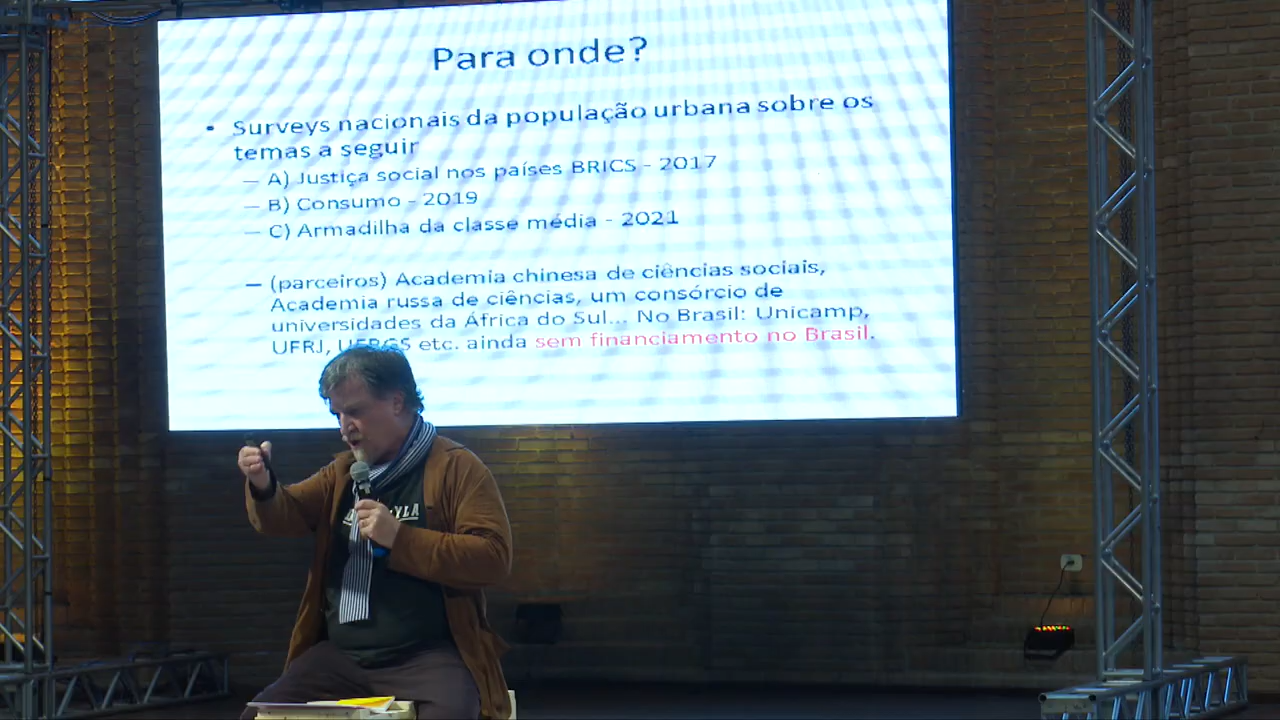 Para onde?
• Surveys nacionais da população urbana sobre os
temas a seguir
– A) Justiça social nos países BRICS - 2017
– B) Consumo - 2019
– C) Armadilha da classe média - 2021
– (parceiros) Academia chinesa de ciências sociais,
Academia russa de ciências, um consórcio de
universidades da África do Sul... No Brasil: Unicamp,
UFRJ, UFRGS etc. ainda sem financiamento no Brasil.